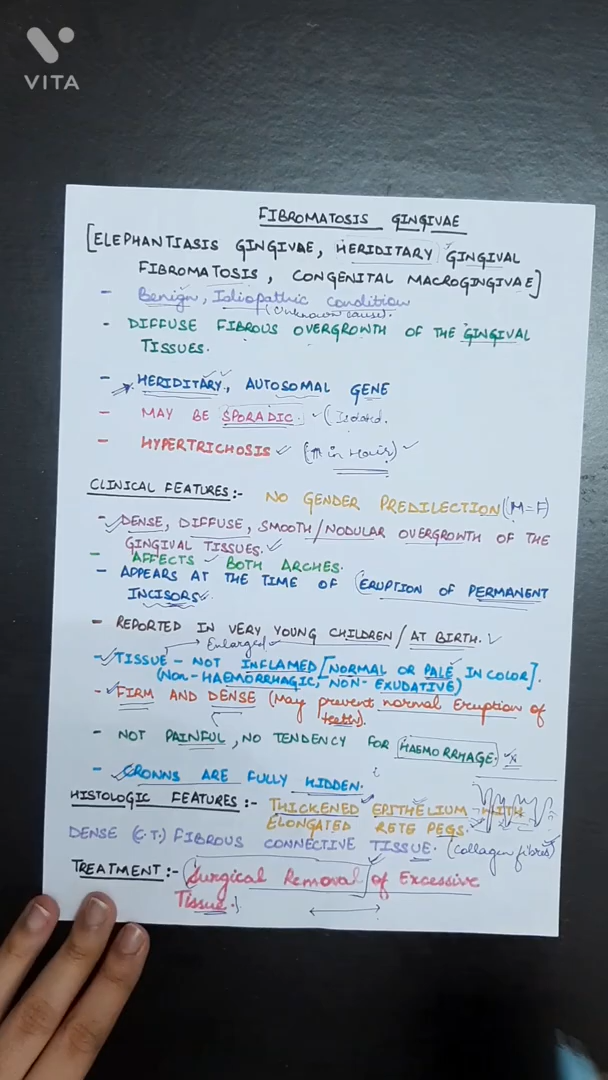 VITA
FIBROMATOSIS GINGIVAE
[ELEPHANTIASIS GINGIVAE, HERIDITARY GINGIVAL
FIBROMATOSIS, CONGENITAL MACROGINGIVAE]
- Benign, Idiopathic condition
(Unknown cause).
- DIFFUSE FIBROUS OVERGROWTH OF THE GINGIVAL
TISSUES.
- HERIDITARY, AUTOSOMAL GENE
- MAY BE SPORADIC. (Isolated.
- HYPERTRICHOSIS (↑↑ in Hair)
CLINICAL FEATURES:- NO GENDER PREDILECTION (M=F)
- DENSE, DIFFUSE, SMOOTH/NODULAR OVERGROWTH OF THE
GINGIVAL TISSUES.
- AFFECTS BOTH ARCHES.
- APPEARS AT THE TIME OF (ERUPTION OF PERMANENT
INCISORS.
- REPORTED IN VERY YOUNG CHILDREN/AT BIRTH.
→ Enlarged
- TISSUE - NOT INFLAMED [NORMAL OR PALE IN COLOR].
(NON-HAEMORRHAGIC, NON-EXUDATIVE)
- FIRM AND DENSE (May prevent normal Eruption of
teeth).
- NOT PAINFUL, NO TENDENCY FOR HAEMORRHAGE.
- CROWNS ARE FULLY HIDDEN.
HISTOLOGIC FEATURES:- THICKENED EPITHELIUM WITH
ELONGATED RETE PEGS.
DENSE (C.T.) FIBROUS CONNECTIVE TISSUE. (collagen fibres)
TREATMENT:- Surgical Removal of Excessive
Tissue.